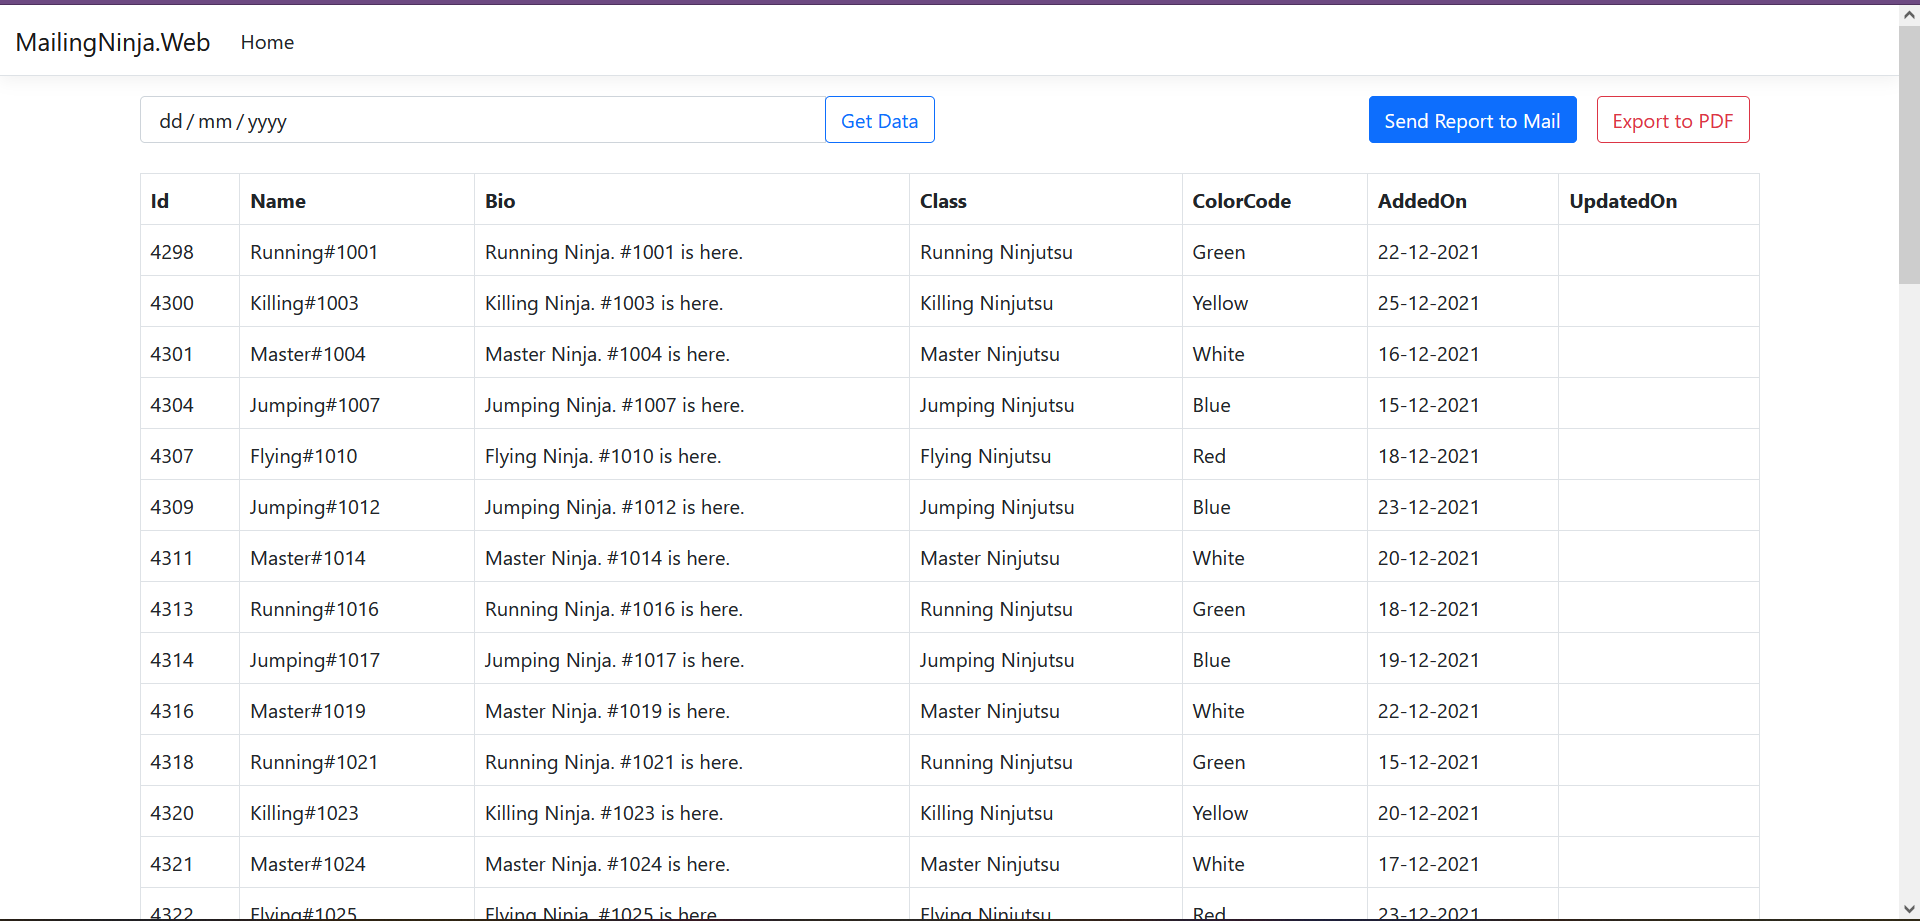 MailingNinja.Web Home
dd/mm/yyyy Get Data Send Report to Mail Export to PDF
Id Name Bio Class ColorCode AddedOn UpdatedOn
4298 Running#1001 Running Ninja. #1001 is here. Running Ninjutsu Green 22-12-2021
4300 Killing#1003 Killing Ninja. #1003 is here. Killing Ninjutsu Yellow 25-12-2021
4301 Master#1004 Master Ninja. #1004 is here. Master Ninjutsu White 16-12-2021
4304 Jumping#1007 Jumping Ninja. #1007 is here. Jumping Ninjutsu Blue 15-12-2021
4307 Flying#1010 Flying Ninja. #1010 is here. Flying Ninjutsu Red 18-12-2021
4309 Jumping#1012 Jumping Ninja. #1012 is here. Jumping Ninjutsu Blue 23-12-2021
4311 Master#1014 Master Ninja. #1014 is here. Master Ninjutsu White 20-12-2021
4313 Running#1016 Running Ninja. #1016 is here. Running Ninjutsu Green 18-12-2021
4314 Jumping#1017 Jumping Ninja. #1017 is here. Jumping Ninjutsu Blue 19-12-2021
4316 Master#1019 Master Ninja. #1019 is here. Master Ninjutsu White 22-12-2021
4318 Running#1021 Running Ninja. #1021 is here. Running Ninjutsu Green 15-12-2021
4320 Killing#1023 Killing Ninja. #1023 is here. Killing Ninjutsu Yellow 20-12-2021
4321 Master#1024 Master Ninja. #1024 is here. Master Ninjutsu White 17-12-2021
4322 Flying#1025 Flying Ninja. #1025 is here. Flying Ninjutsu Red 23-12-2021